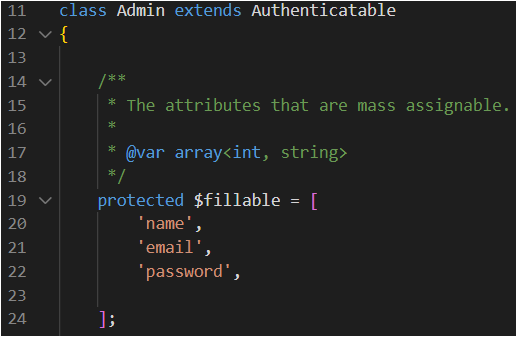 11 class Admin extends Authenticatable
12 {
13
14     /**
15      * The attributes that are mass assignable.
16      *
17      * @var array<int, string>
18      */
19     protected $fillable = [
20         'name',
21         'email',
22         'password',
23
24     ];